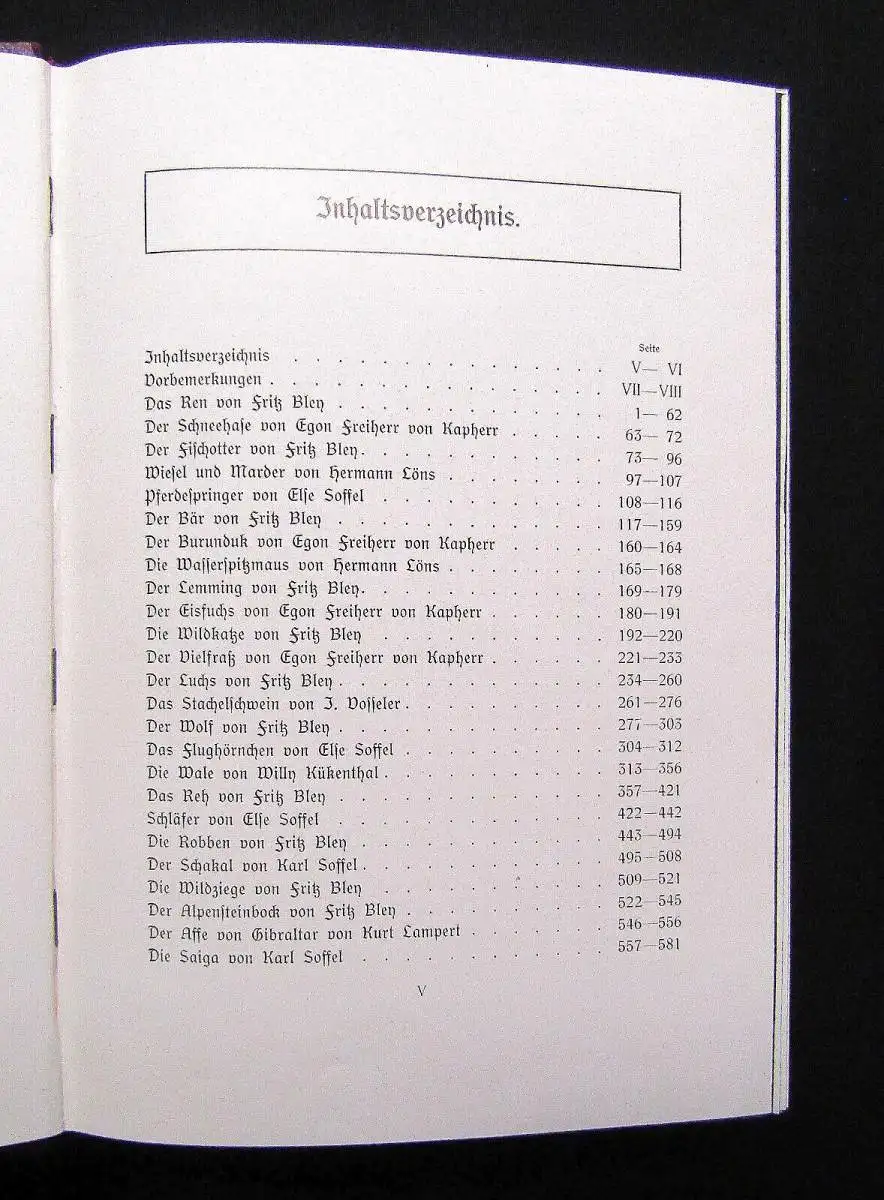 Inhaltsverzeichnis.
Seite
Inhaltsverzeichnis . . . . . . . . . . . . . . V— VI
Vorbemerkungen . . . . . . . . . . . . . . . VII—VIII
Das Ren von Fritz Bley . . . . . . . . . . . . 1— 62
Der Schneehaſe von Egon Freiherr von Kapherr . . . . . 63— 72
Der Fiſchotter von Fritz Bley . . . . . . . . . . . 73— 96
Wieſel und Marder von Hermann Löns . . . . . . . 97—107
Pferdeſpringer von Elſe Soffel . . . . . . . . . . 108—116
Der Bär von Fritz Bley . . . . . . . . . . . . 117—159
Der Burunduk von Egon Freiherr von Kapherr . . . . . 160—164
Die Waſſerſpitzmaus von Hermann Löns . . . . . . . 165—168
Der Lemming von Fritz Bley . . . . . . . . . . . 169—179
Der Eisfuchs von Egon Freiherr von Kapherr . . . . . 180—191
Die Wildkatze von Fritz Bley . . . . . . . . . . 192—220
Der Vielfraß von Egon Freiherr von Kapherr . . . . . 221—233
Der Luchs von Fritz Bley . . . . . . . . . . . . 234—260
Das Stachelſchwein von J. Voſſeler . . . . . . . . . 261—276
Der Wolf von Fritz Bley . . . . . . . . . . . . 277—303
Das Flughörnchen von Elſe Soffel . . . . . . . . . 304—312
Die Wale von Willy Kükenthal . . . . . . . . . . 313—356
Das Reh von Fritz Bley . . . . . . . . . . . . 357—421
Schläfer von Elſe Soffel . . . . . . . . . . . . 422—442
Die Robben von Fritz Bley . . . . . . . . . . . 443—494
Der Schakal von Karl Soffel . . . . . . . . . . . 495—508
Die Wildziege von Fritz Bley . . . . . . . . . . 509—521
Der Alpenſteinbock von Fritz Bley . . . . . . . . . 522—545
Der Affe von Gibraltar von Kurt Lampert . . . . . . 546—556
Die Saiga von Karl Soffel . . . . . . . . . . . 557—581
V